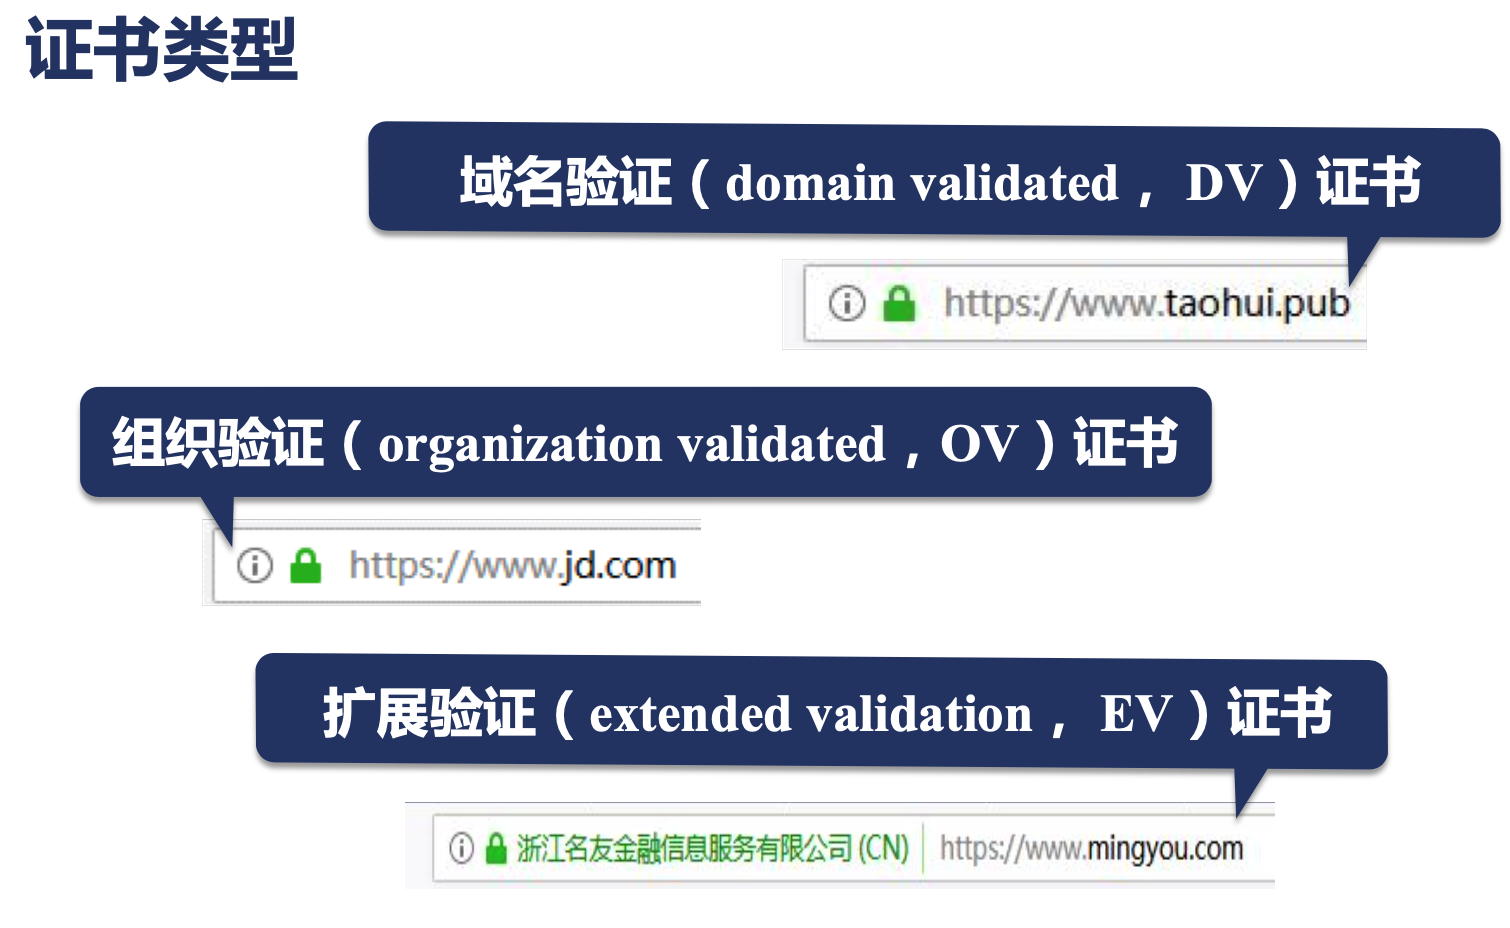 证书类型
域名验证（domain validated， DV）证书
https://www.taohui.pub
组织验证（organization validated，OV）证书
https://www.jd.com
扩展验证（extended validation， EV）证书
浙江名友金融信息服务有限公司 (CN) https://www.mingyou.com